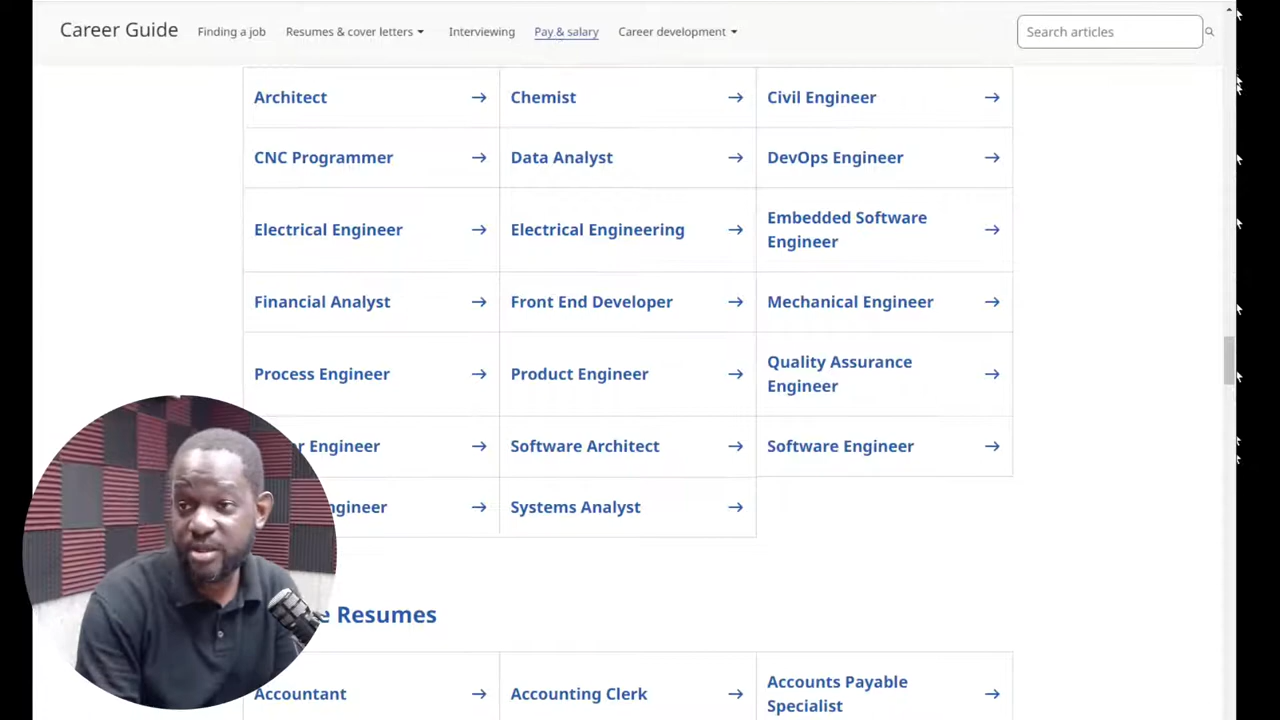 Career Guide Finding a job Resumes & cover letters Pay & salary Interviewing Career development Search articles
Architect → Chemist → Civil Engineer →
CNC Programmer → Data Analyst → DevOps Engineer →
Electrical Engineer → Electrical Engineering → Embedded Software
Engineer
Financial Analyst → Front End Developer → Mechanical Engineer →
Process Engineer → Product Engineer → Quality Assurance
Engineer
Engineer → Software Architect → Software Engineer →
Systems Analyst →
Resumes
Accountant → Accounting Clerk → Accounts Payable
Specialist